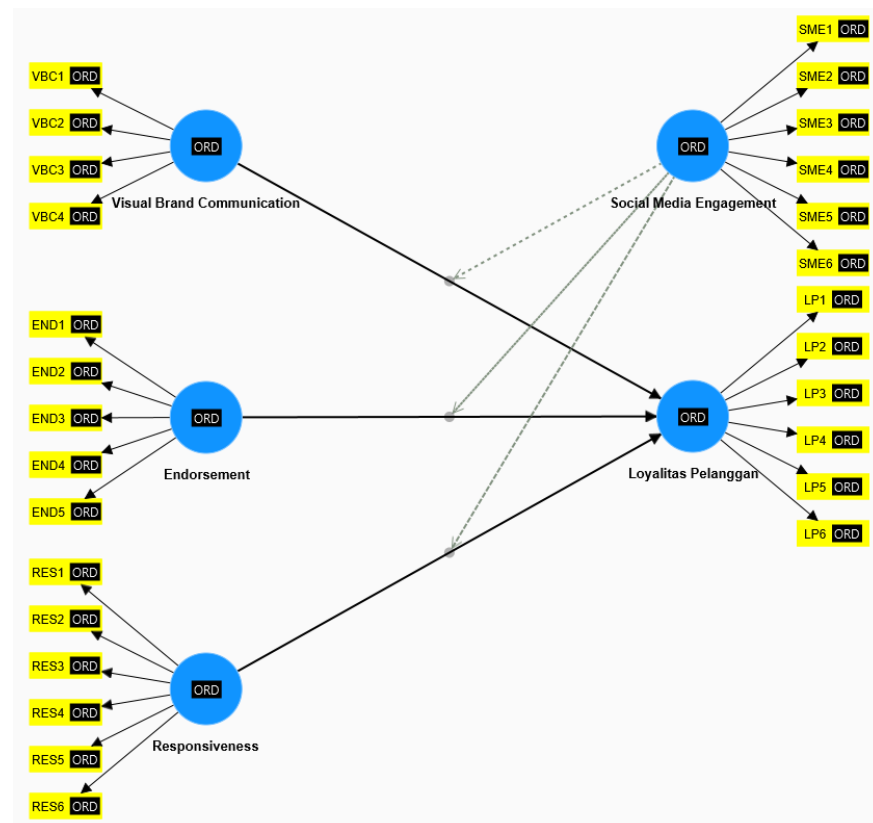 VBC1 ORD
VBC2 ORD
VBC3 ORD
VBC4 ORD
ORD
Visual Brand Communication
END1 ORD
END2 ORD
END3 ORD
END4 ORD
END5 ORD
ORD
Endorsement
RES1 ORD
RES2 ORD
RES3 ORD
RES4 ORD
RES5 ORD
RES6 ORD
ORD
Responsiveness
SME1 ORD
SME2 ORD
SME3 ORD
SME4 ORD
SME5 ORD
SME6 ORD
ORD
Social Media Engagement
LP1 ORD
LP2 ORD
LP3 ORD
LP4 ORD
LP5 ORD
LP6 ORD
ORD
Loyalitas Pelanggan